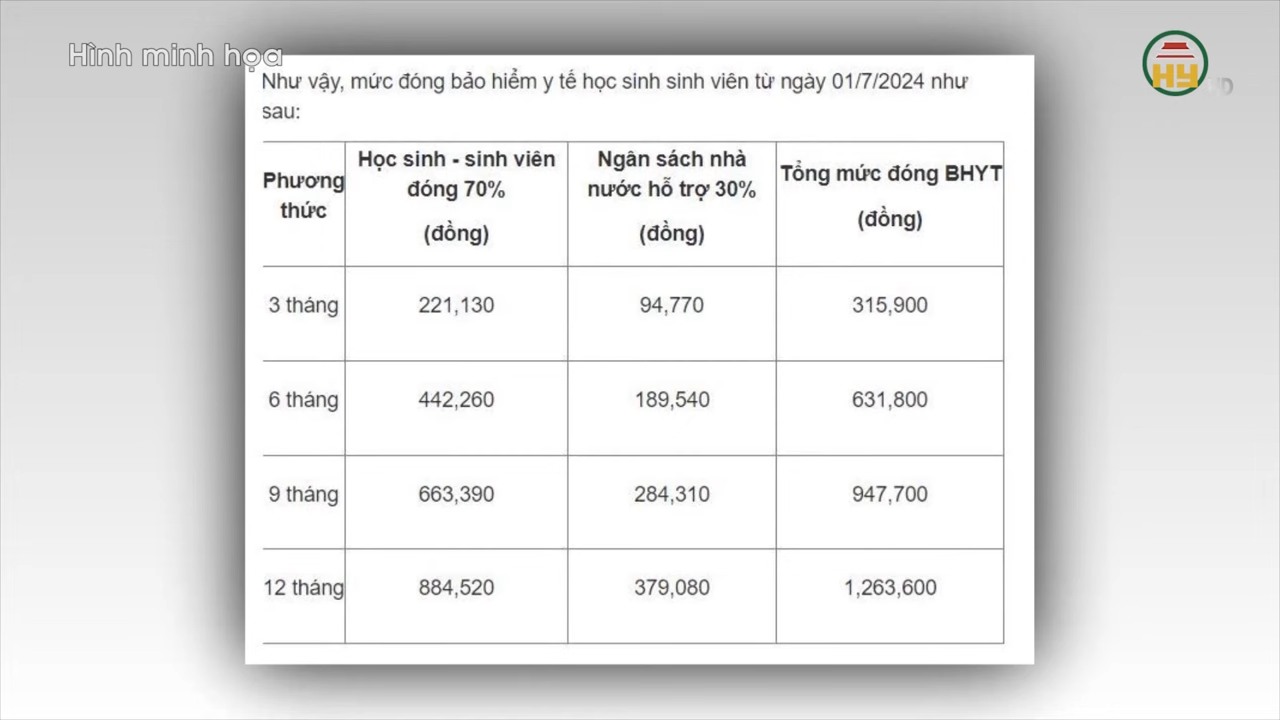 Hình minh họa
HY
HD
Như vậy, mức đóng bảo hiểm y tế học sinh sinh viên từ ngày 01/7/2024 như
sau:
Phương thức | Học sinh - sinh viên đóng 70% (đồng) | Ngân sách nhà nước hỗ trợ 30% (đồng) | Tổng mức đóng BHYT (đồng)
3 tháng | 221,130 | 94,770 | 315,900
6 tháng | 442,260 | 189,540 | 631,800
9 tháng | 663,390 | 284,310 | 947,700
12 tháng | 884,520 | 379,080 | 1,263,600